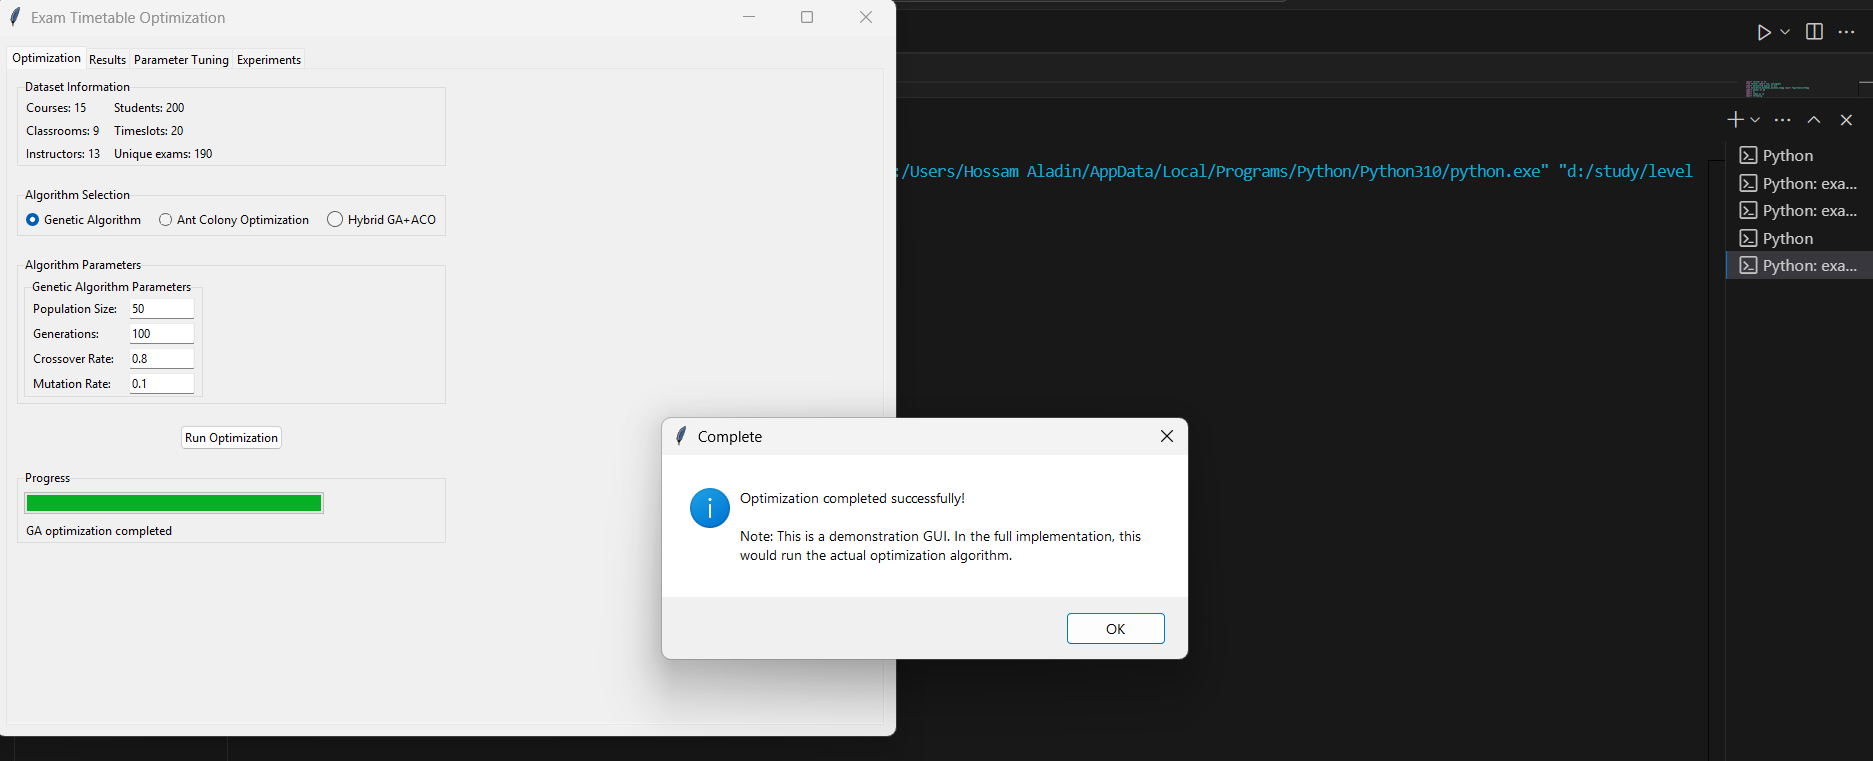 Exam Timetable Optimization
Optimization Results Parameter Tuning Experiments
Dataset Information
Courses: 15 Students: 200
Classrooms: 9 Timeslots: 20
Instructors: 13 Unique exams: 190
Algorithm Selection
Genetic Algorithm Ant Colony Optimization Hybrid GA+ACO
Algorithm Parameters
Genetic Algorithm Parameters
Population Size: 50
Generations: 100
Crossover Rate: 0.8
Mutation Rate: 0.1
Run Optimization
Progress
GA optimization completed
Complete
Optimization completed successfully!
Note: This is a demonstration GUI. In the full implementation, this
would run the actual optimization algorithm.
OK
:/Users/Hossam Aladin/AppData/Local/Programs/Python/Python310/python.exe" "d:/study/level
Python
Python: exa...
Python: exa...
Python
Python: exa...